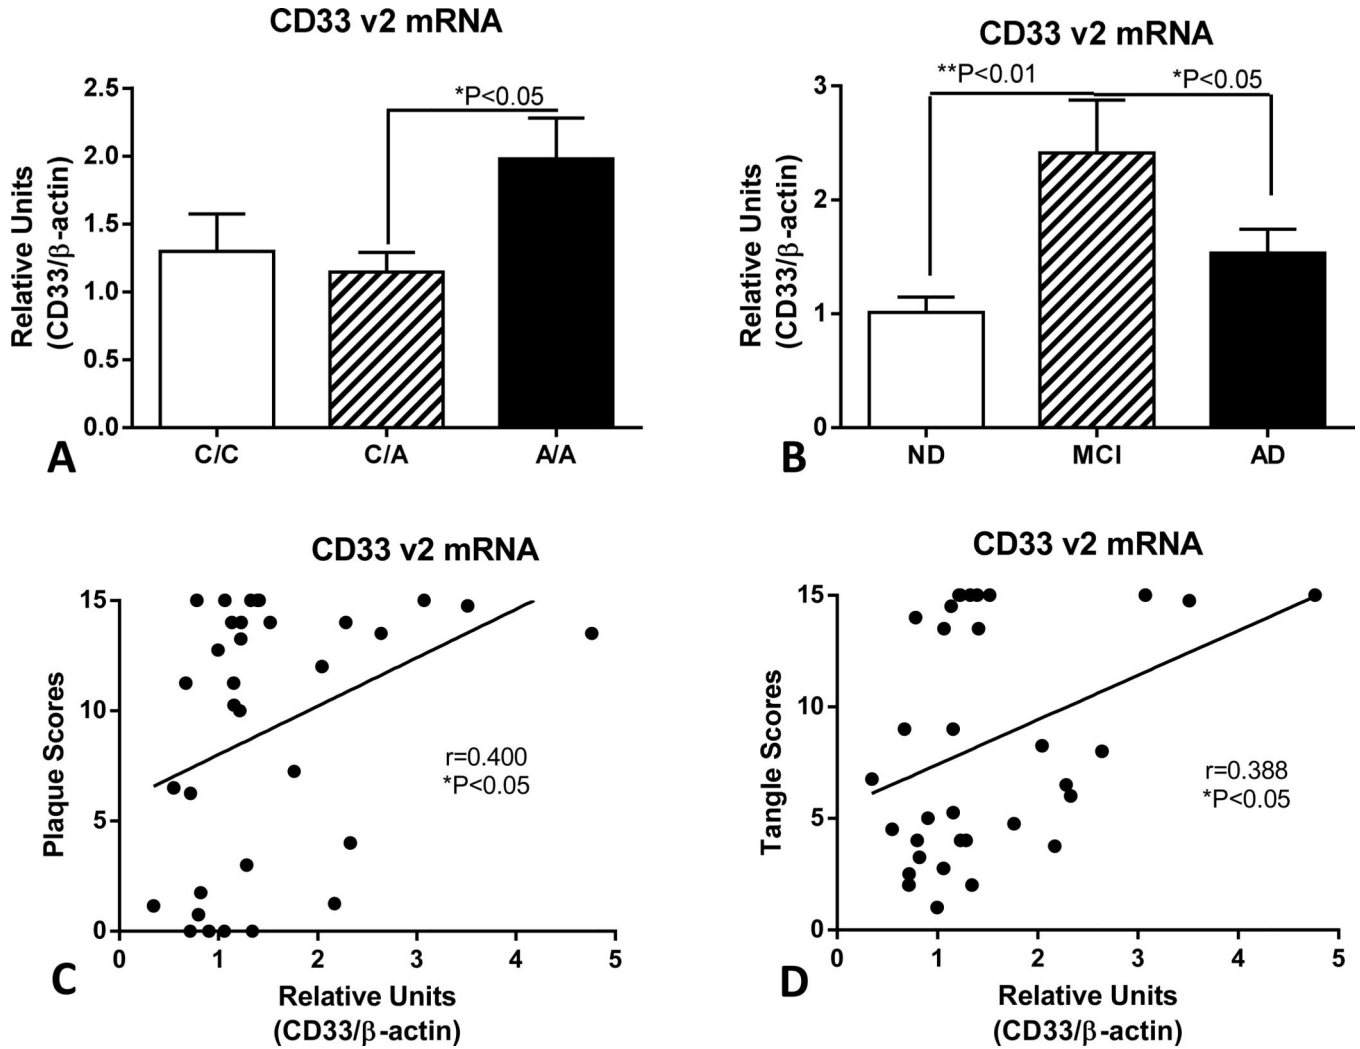 CD33 v2 mRNA
2.5
2.0
1.5
1.0
0.5
0.0
Relative Units
(CD33/β-actin)
*P<0.05
C/C
C/A
A/A
A
CD33 v2 mRNA
3
2
1
0
Relative Units
(CD33/β-actin)
**P<0.01
*P<0.05
ND
MCI
AD
B
CD33 v2 mRNA
15
10
5
0
Plaque Scores
r=0.400
*P<0.05
0
1
2
3
4
5
Relative Units
(CD33/β-actin)
C
CD33 v2 mRNA
15
10
5
0
Tangle Scores
r=0.388
*P<0.05
0
1
2
3
4
5
Relative Units
(CD33/β-actin)
D